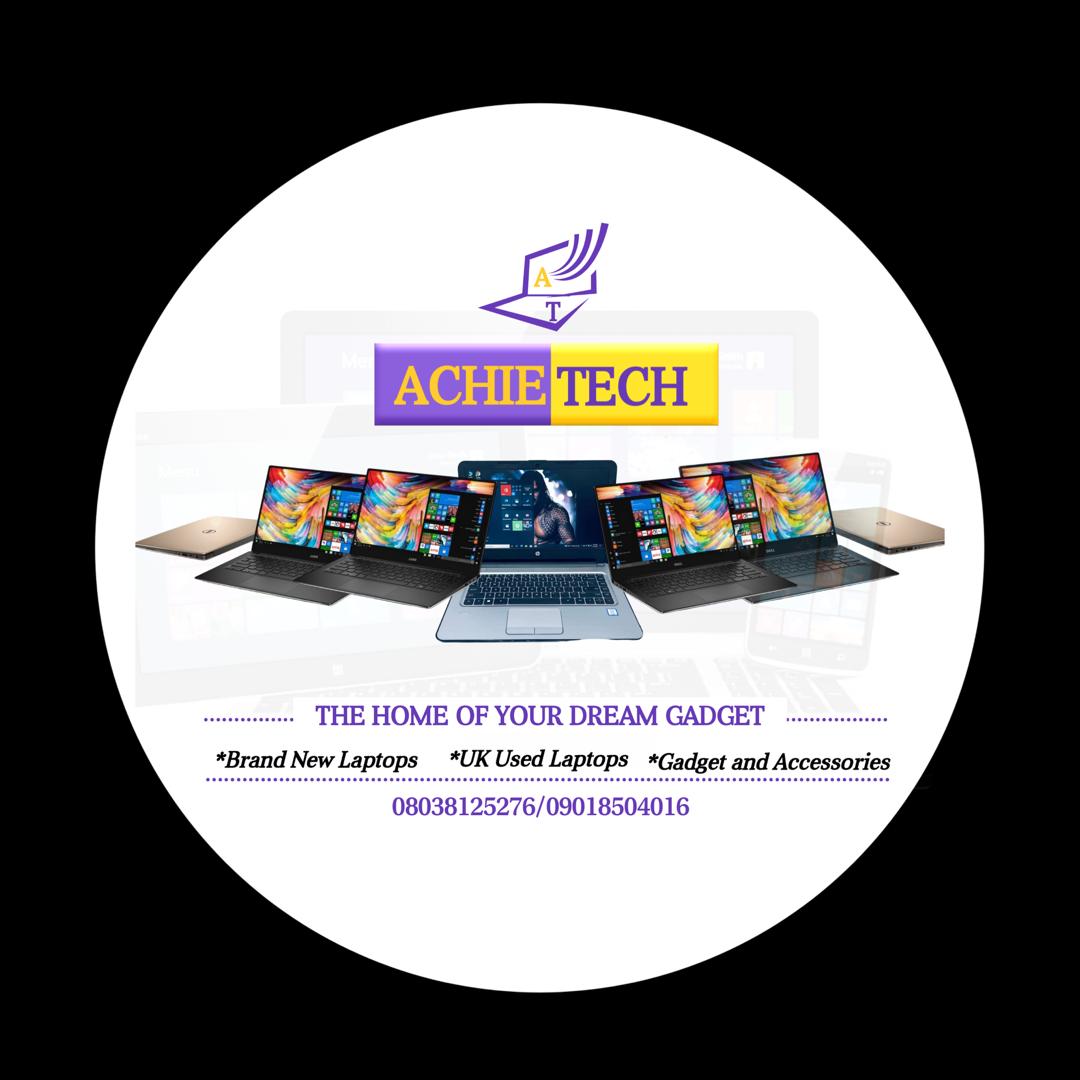 A
T
ACHIE TECH
THE HOME OF YOUR DREAM GADGET
*Brand New Laptops *UK Used Laptops *Gadget and Accessories
08038125276/09018504016